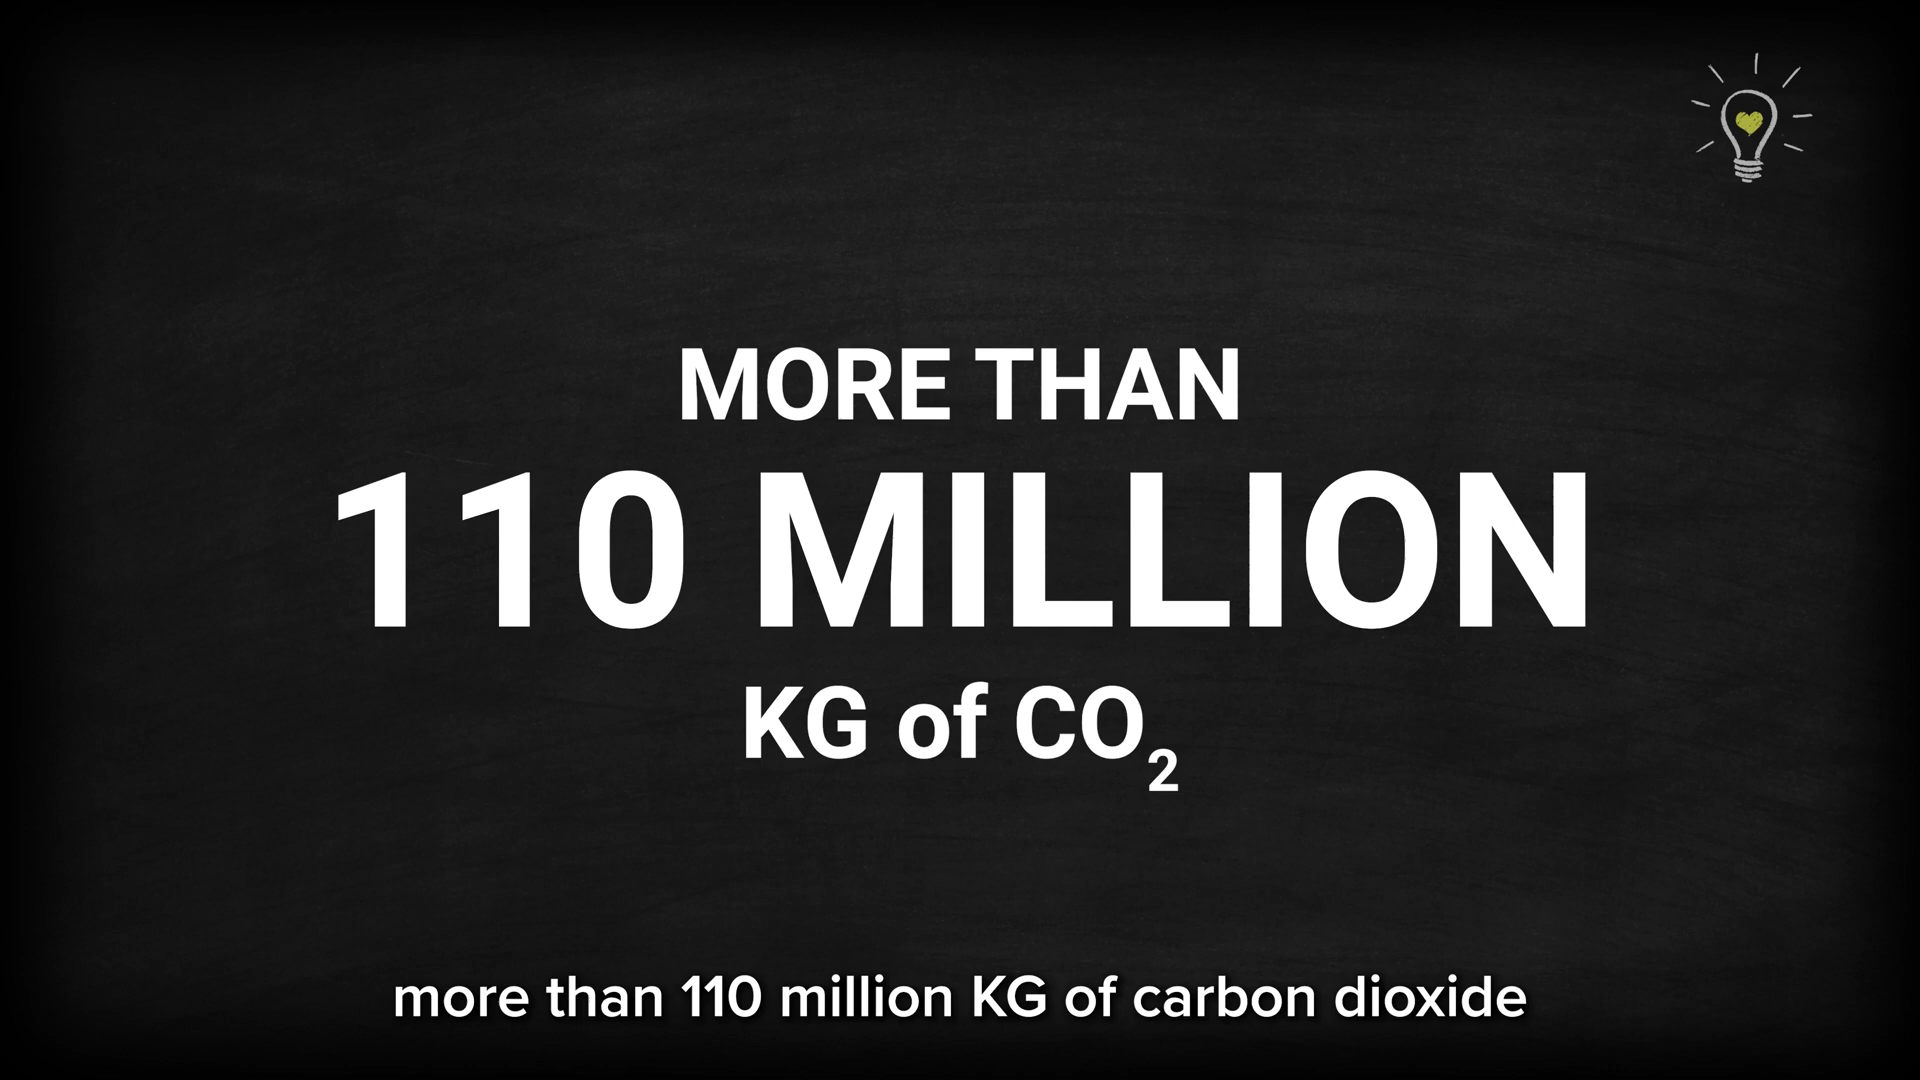 MORE THAN
110 MILLION
KG of CO₂
more than 110 million KG of carbon dioxide